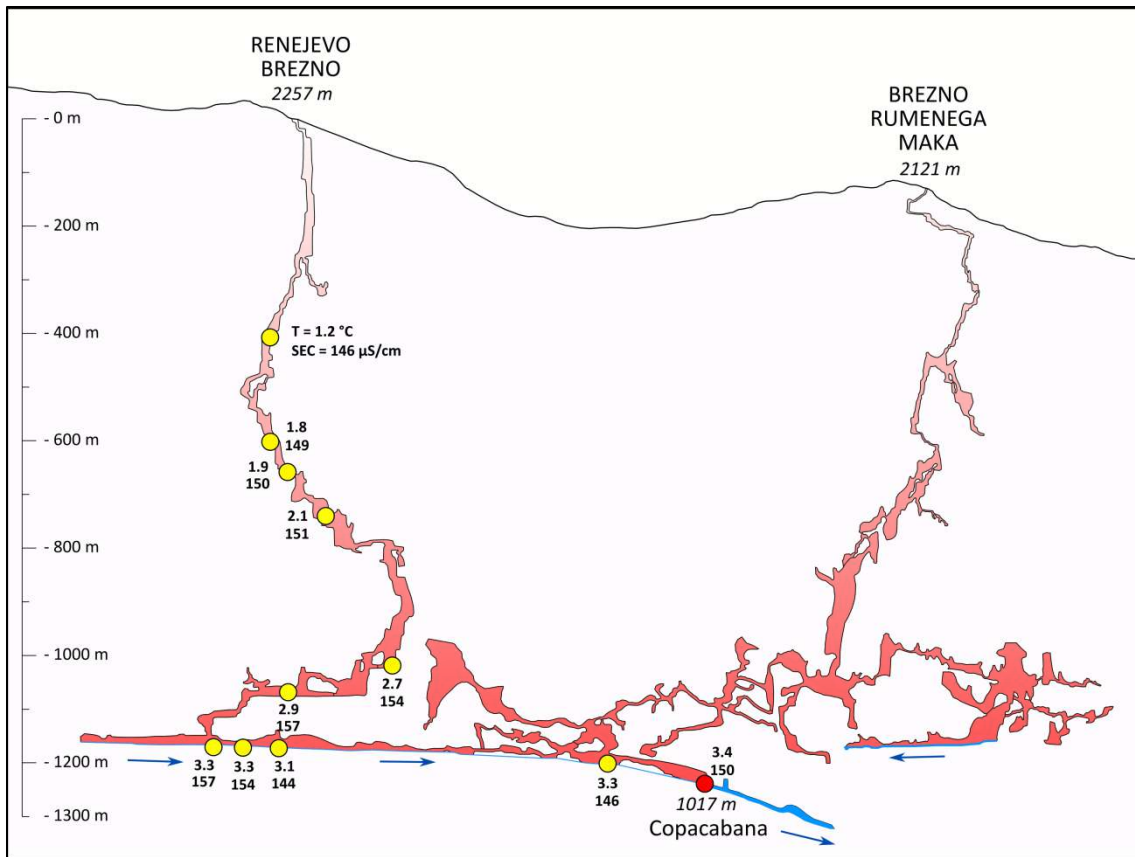 RENEJEVO
BREZNO
2257 m
BREZNO
RUMENEGA
MAKA
2121 m
- 0 m
- 200 m
- 400 m
- 600 m
- 800 m
- 1000 m
- 1200 m
- 1300 m
T = 1.2 °C
SEC = 146 µS/cm
1.8
149
1.9
150
2.1
151
2.7
154
2.9
157
3.3
157
3.3
154
3.1
144
3.3
146
3.4
150
1017 m
Copacabana